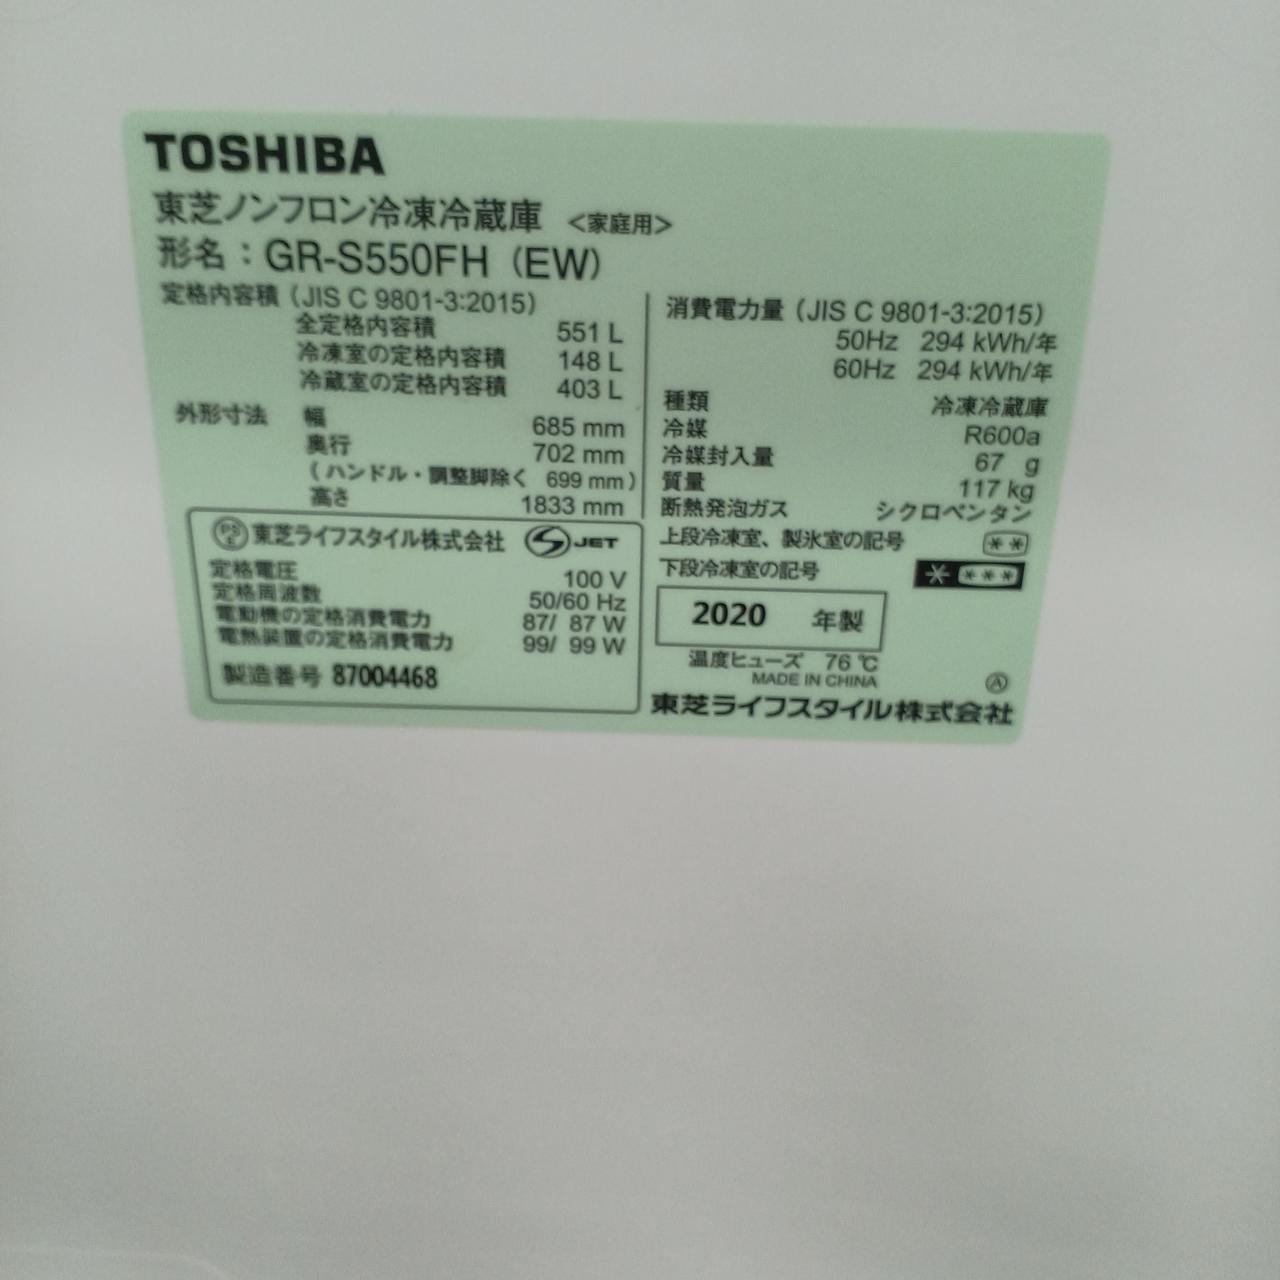 TOSHIBA
東芝ノンフロン冷凍冷蔵庫 <家庭用>
形名：GR-S550FH（EW）
定格内容積（JIS C 9801-3:2015）
全定格内容積 551 L
冷凍室の定格内容積 148 L
冷蔵室の定格内容積 403 L
外形寸法 幅 685 mm
奥行 702 mm
（ハンドル・調整脚除く 699 mm）
高さ 1833 mm
PSE 東芝ライフスタイル株式会社 JET
定格電圧 100 V
定格周波数 50/60 Hz
電動機の定格消費電力 87/ 87 W
電熱装置の定格消費電力 99/ 99 W
製造番号 87004468
消費電力量（JIS C 9801-3:2015）
50Hz 294 kWh/年
60Hz 294 kWh/年
種類 冷凍冷蔵庫
冷媒 R600a
冷媒封入量 67 g
質量 117 kg
断熱発泡ガス シクロペンタン
上段冷凍室、製氷室の記号 **
下段冷凍室の記号 * ***
2020 年製
温度ヒューズ 76 ℃
MADE IN CHINA Ⓐ
東芝ライフスタイル株式会社